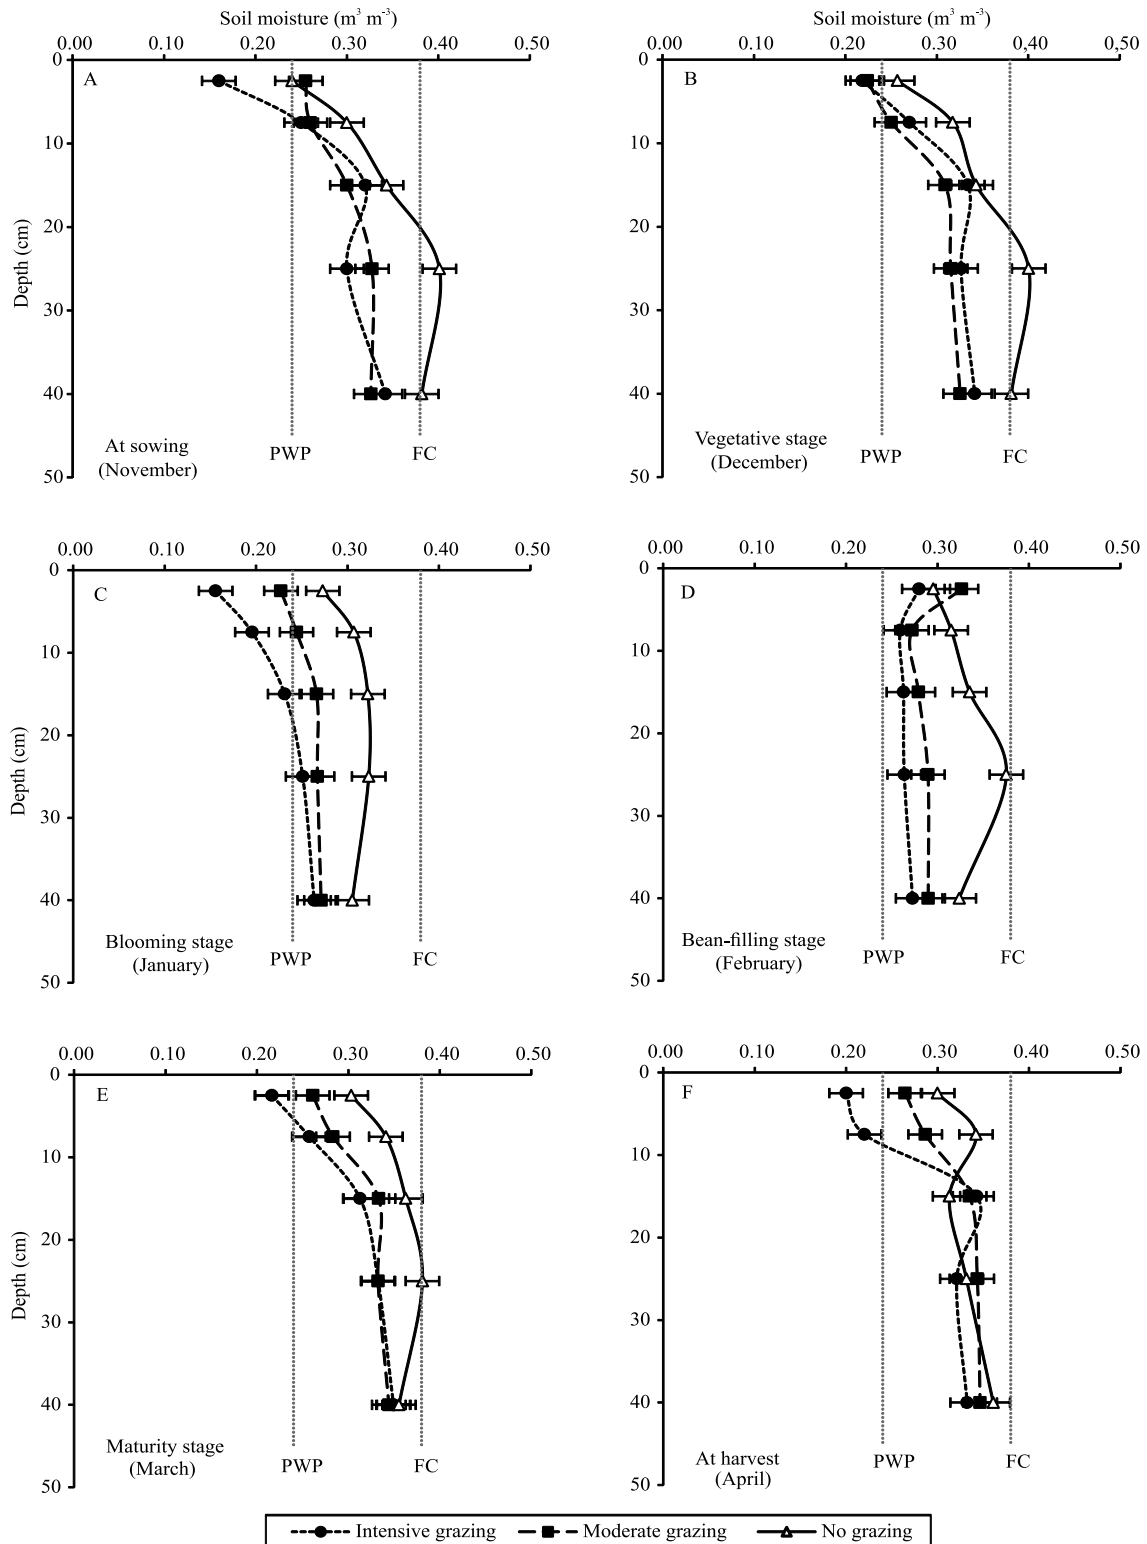 Soil moisture (m³ m-³)
0.00 0.10 0.20 0.30 0,40 0,50
0
10
20
30
40
50
Depth (cm)
A
At sowing
(November)
PWP
FC
Soil moisture (m³ m-³)
0.00 0.10 0.20 0.30 0,40 0,50
0
10
20
30
40
50
B
Vegetative stage
(December)
PWP
FC
0.00 0.10 0.20 0.30 0.40 0.50
0
10
20
30
40
50
Depth (cm)
C
Blooming stage
(January)
PWP
FC
0.00 0.10 0.20 0.30 0.40 0.50
0
10
20
30
40
50
D
Bean-filling stage
(February)
PWP
FC
0.00 0.10 0.20 0.30 0.40 0.50
0
10
20
30
40
50
Depth (cm)
E
Maturity stage
(March)
PWP
FC
0.00 0.10 0.20 0.30 0.40 0.50
0
10
20
30
40
50
F
At harvest
(April)
PWP
FC
Intensive grazing Moderate grazing No grazing